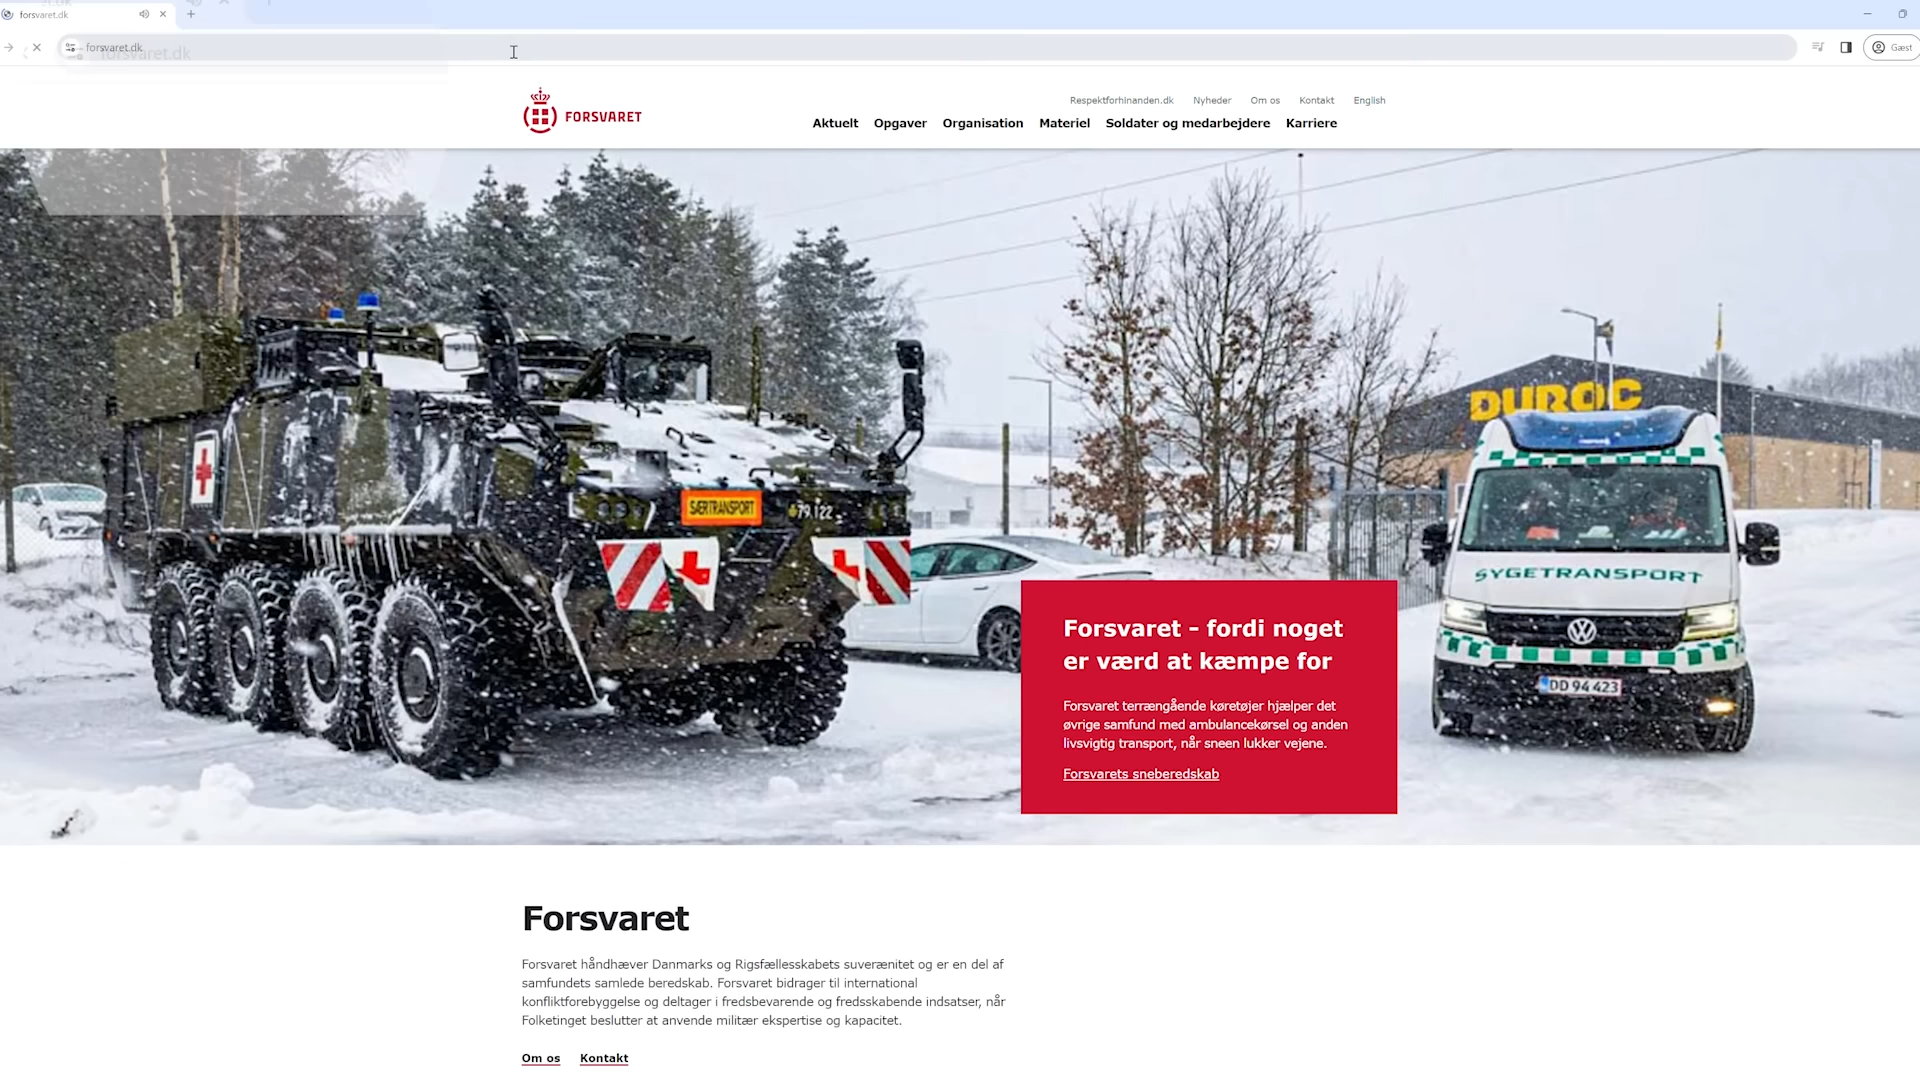 forsvaret.dk
forsvaret.dk
forsvaret.dk
Gæst
FORSVARET
Respektforhinanden.dk Nyheder Om os Kontakt English
Aktuelt Opgaver Organisation Materiel Soldater og medarbejdere Karriere
DUROC
SÆRTRANSPORT
79.122
SYGETRANSPORT
DD 94 423
Forsvaret - fordi noget
er værd at kæmpe for
Forsvaret terrængående køretøjer hjælper det
øvrige samfund med ambulancekørsel og anden
livsvigtig transport, når sneen lukker vejene.
Forsvarets sneberedskab
Forsvaret
Forsvaret håndhæver Danmarks og Rigsfællesskabets suverænitet og er en del af
samfundets samlede beredskab. Forsvaret bidrager til international
konfliktforebyggelse og deltager i fredsbevarende og fredsskabende indsatser, når
Folketinget beslutter at anvende militær ekspertise og kapacitet.
Om os Kontakt